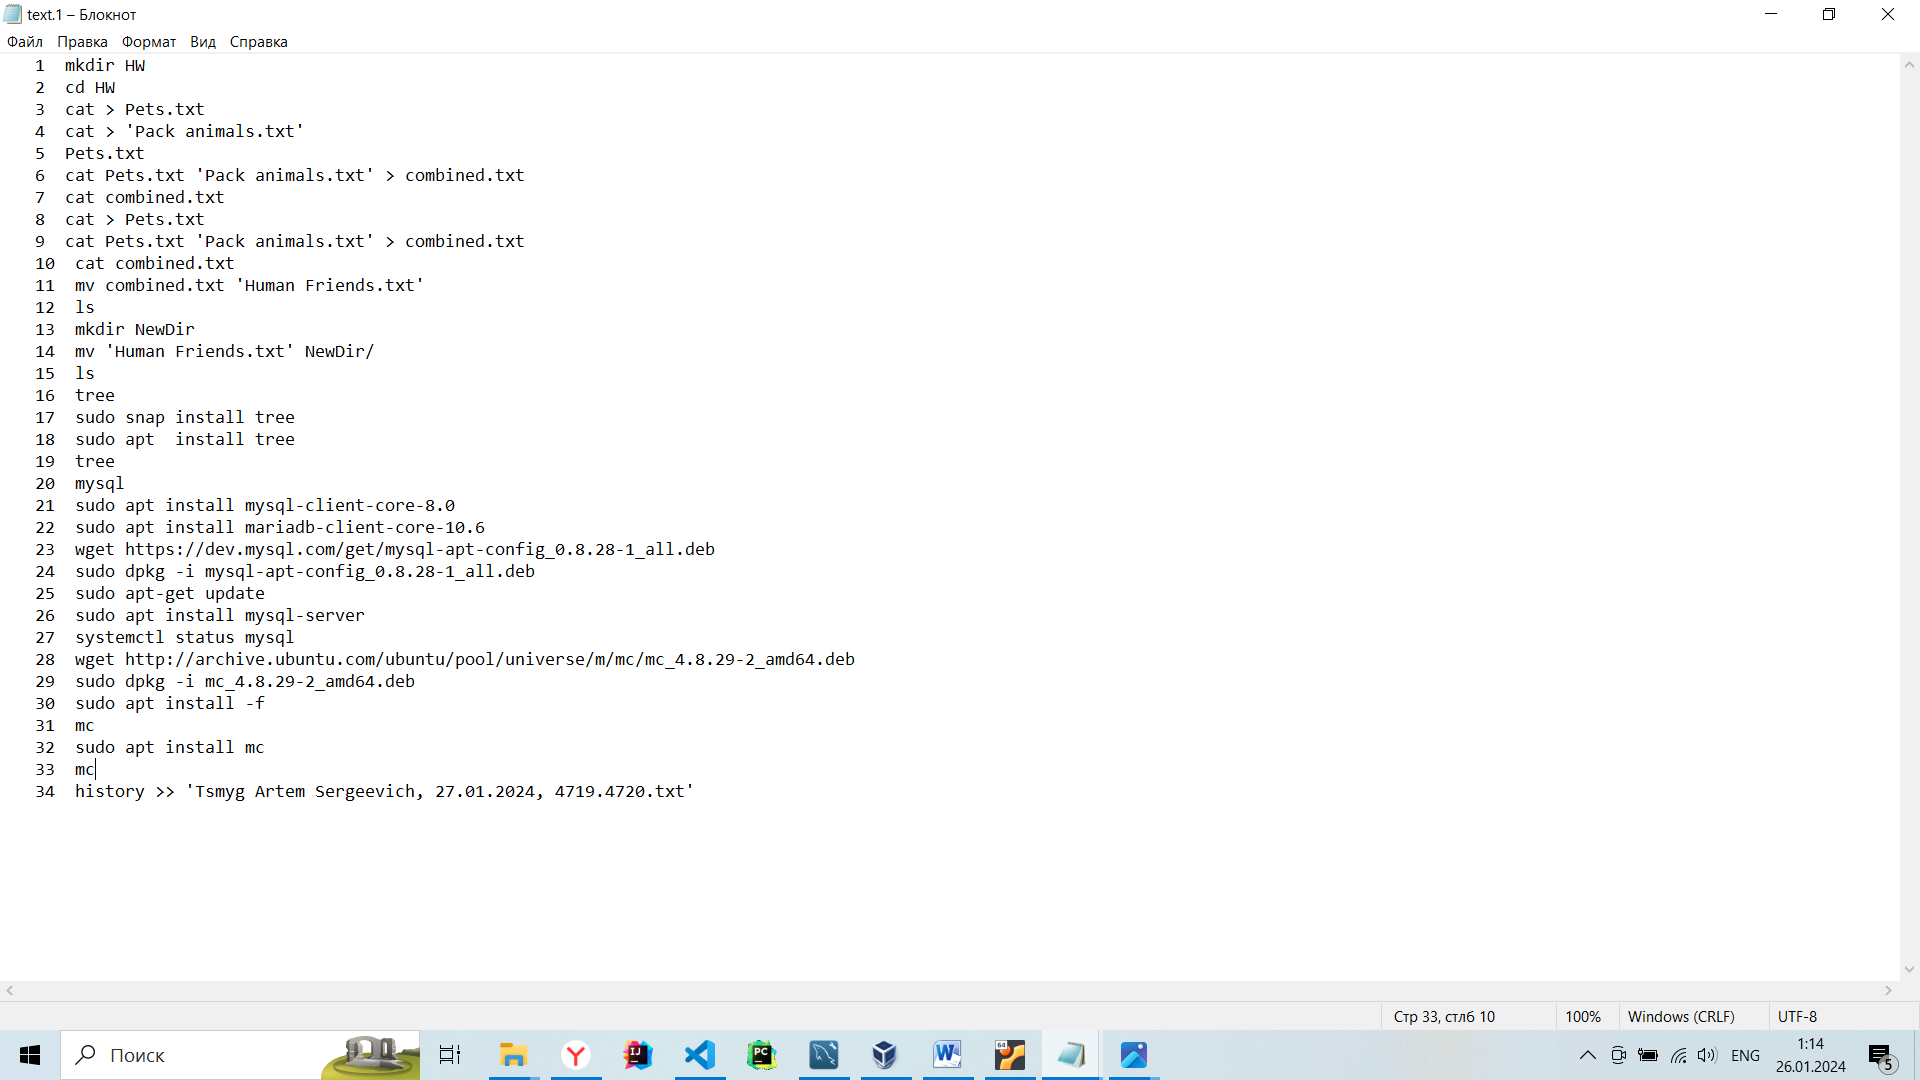 text.1 – Блокнот
Файл Правка Формат Вид Справка
1 mkdir HW
2 cd HW
3 cat > Pets.txt
4 cat > 'Pack animals.txt'
5 Pets.txt
6 cat Pets.txt 'Pack animals.txt' > combined.txt
7 cat combined.txt
8 cat > Pets.txt
9 cat Pets.txt 'Pack animals.txt' > combined.txt
10 cat combined.txt
11 mv combined.txt 'Human Friends.txt'
12 ls
13 mkdir NewDir
14 mv 'Human Friends.txt' NewDir/
15 ls
16 tree
17 sudo snap install tree
18 sudo apt  install tree
19 tree
20 mysql
21 sudo apt install mysql-client-core-8.0
22 sudo apt install mariadb-client-core-10.6
23 wget https://dev.mysql.com/get/mysql-apt-config_0.8.28-1_all.deb
24 sudo dpkg -i mysql-apt-config_0.8.28-1_all.deb
25 sudo apt-get update
26 sudo apt install mysql-server
27 systemctl status mysql
28 wget http://archive.ubuntu.com/ubuntu/pool/universe/m/mc/mc_4.8.29-2_amd64.deb
29 sudo dpkg -i mc_4.8.29-2_amd64.deb
30 sudo apt install -f
31 mc
32 sudo apt install mc
33 mc
34 history >> 'Tsmyg Artem Sergeevich, 27.01.2024, 4719.4720.txt'
Стр 33, стлб 10 100% Windows (CRLF) UTF-8
Поиск
Y IJ PC W 64
ENG 1:14
26.01.2024 5